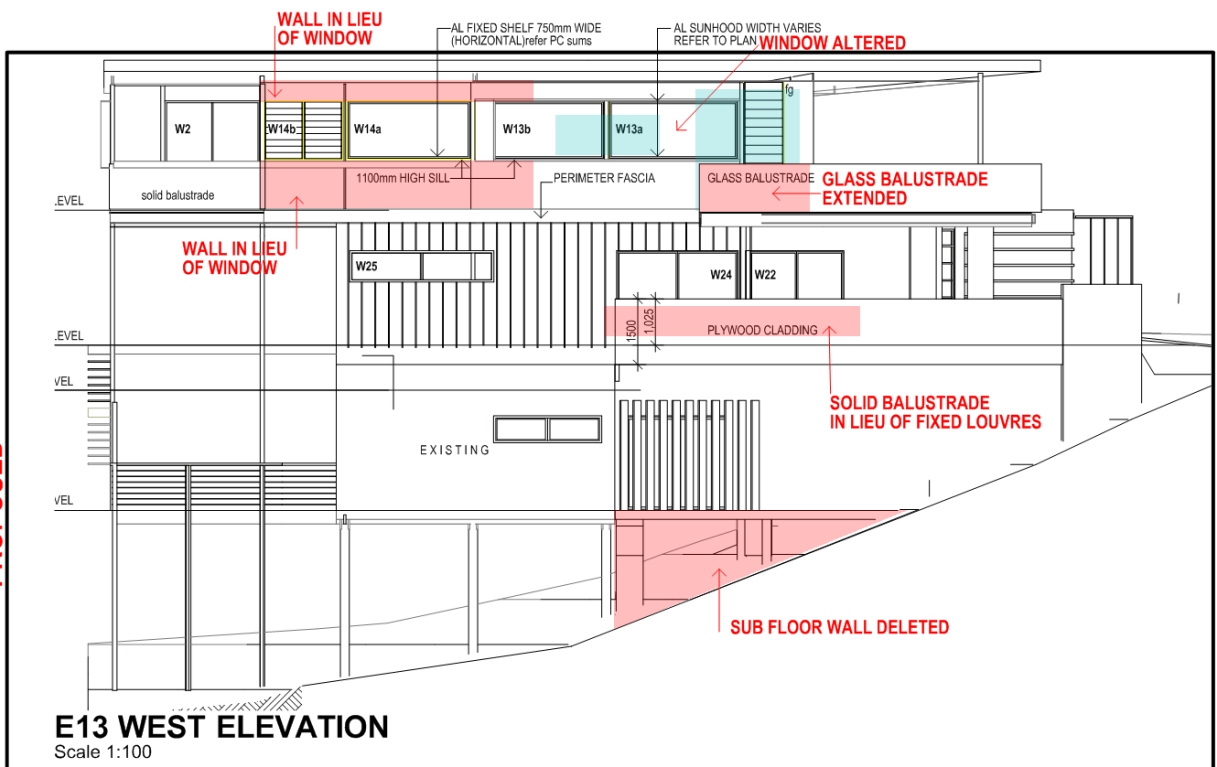 WALL IN LIEU
OF WINDOW
AL FIXED SHELF 750mm WIDE
(HORIZONTAL)refer PC sums
AL SUNHOOD WIDTH VARIES
REFER TO PLAN
WINDOW ALTERED
fg
W2
W14b
W14a
W13b
W13a
1100mm HIGH SILL
PERIMETER FASCIA
GLASS BALUSTRADE
GLASS BALUSTRADE
EXTENDED
solid balustrade
EVEL
WALL IN LIEU
OF WINDOW
W25
W24
W22
1500
1,025
PLYWOOD CLADDING
EVEL
VEL
SOLID BALUSTRADE
IN LIEU OF FIXED LOUVRES
EXISTING
VEL
SUB FLOOR WALL DELETED
E13 WEST ELEVATION
Scale 1:100